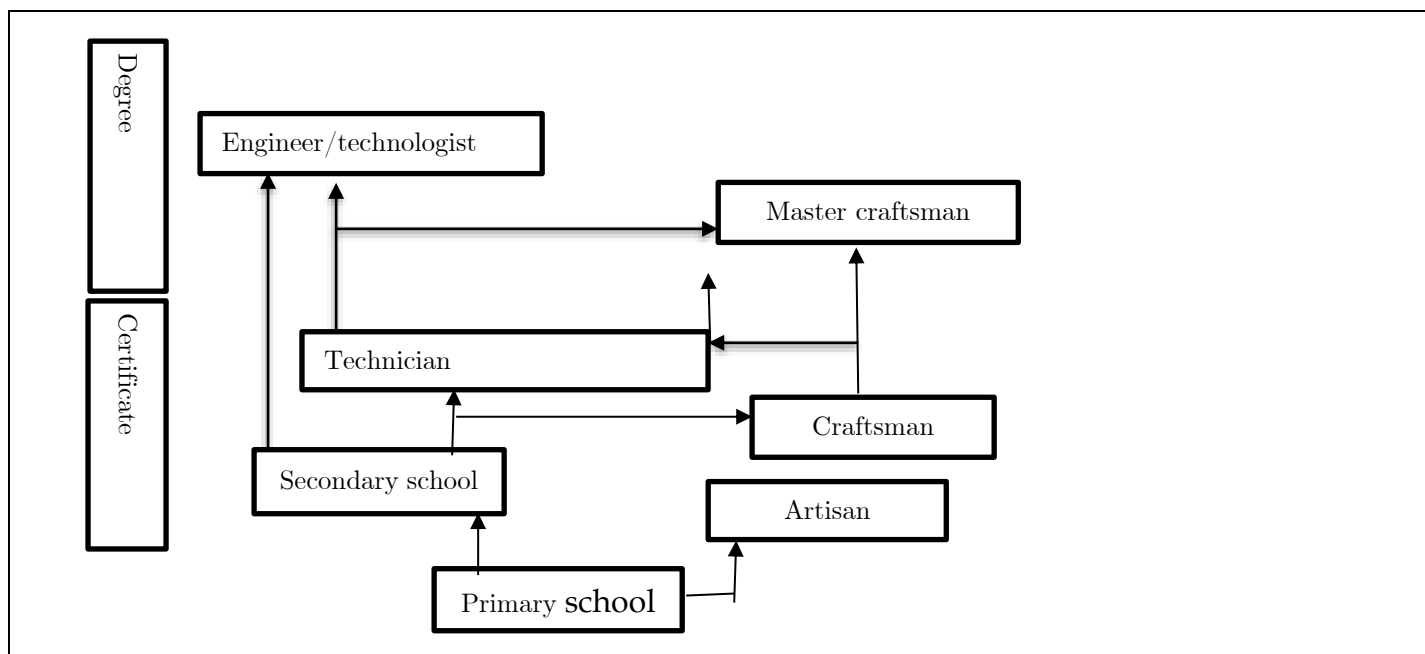 Degree
Engineer/technologist
Master craftsman
Certificate
Technician
Craftsman
Secondary school
Artisan
Primary school